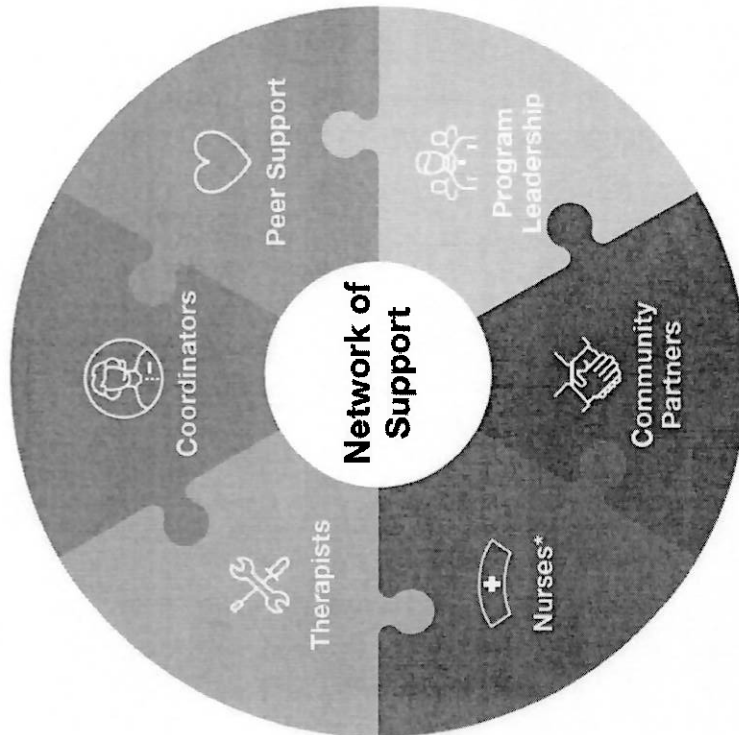 Network of
Support
Peer Support
Program
Leadership
Community
Partners
Nurses*
Therapists
Coordinators